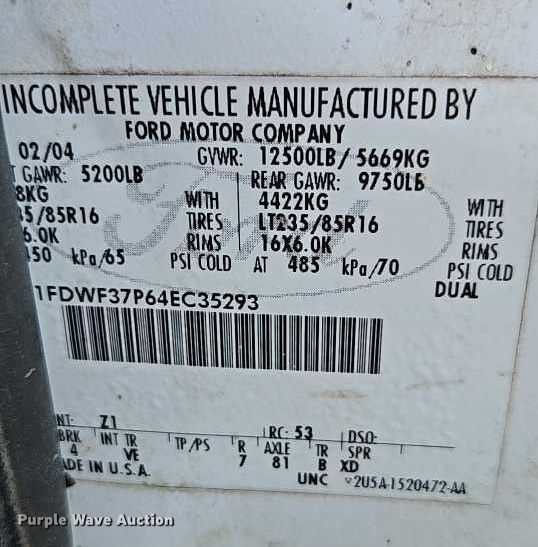 INCOMPLETE VEHICLE MANUFACTURED BY
FORD MOTOR COMPANY
02/04 GVWR: 12500LB/ 5669KG
GAWR: 5200LB REAR GAWR: 9750LB
8KG WITH 4422KG WITH
35/85R16 TIRES LT235/85R16 TIRES
6.0K RIMS 16X6.0K RIMS
450 kPa/65 PSI COLD AT 485 kPa/70 PSI COLD
DUAL
1FDWF37P64EC35293
NT: Z1 RC: 53 DSO:
BRK INT TR TP/PS R AXLE TR SPR
4 VE 7 81 B XD
ADE IN U.S.A. UNC V2U5A-1520472-AA
Purple Wave Auction